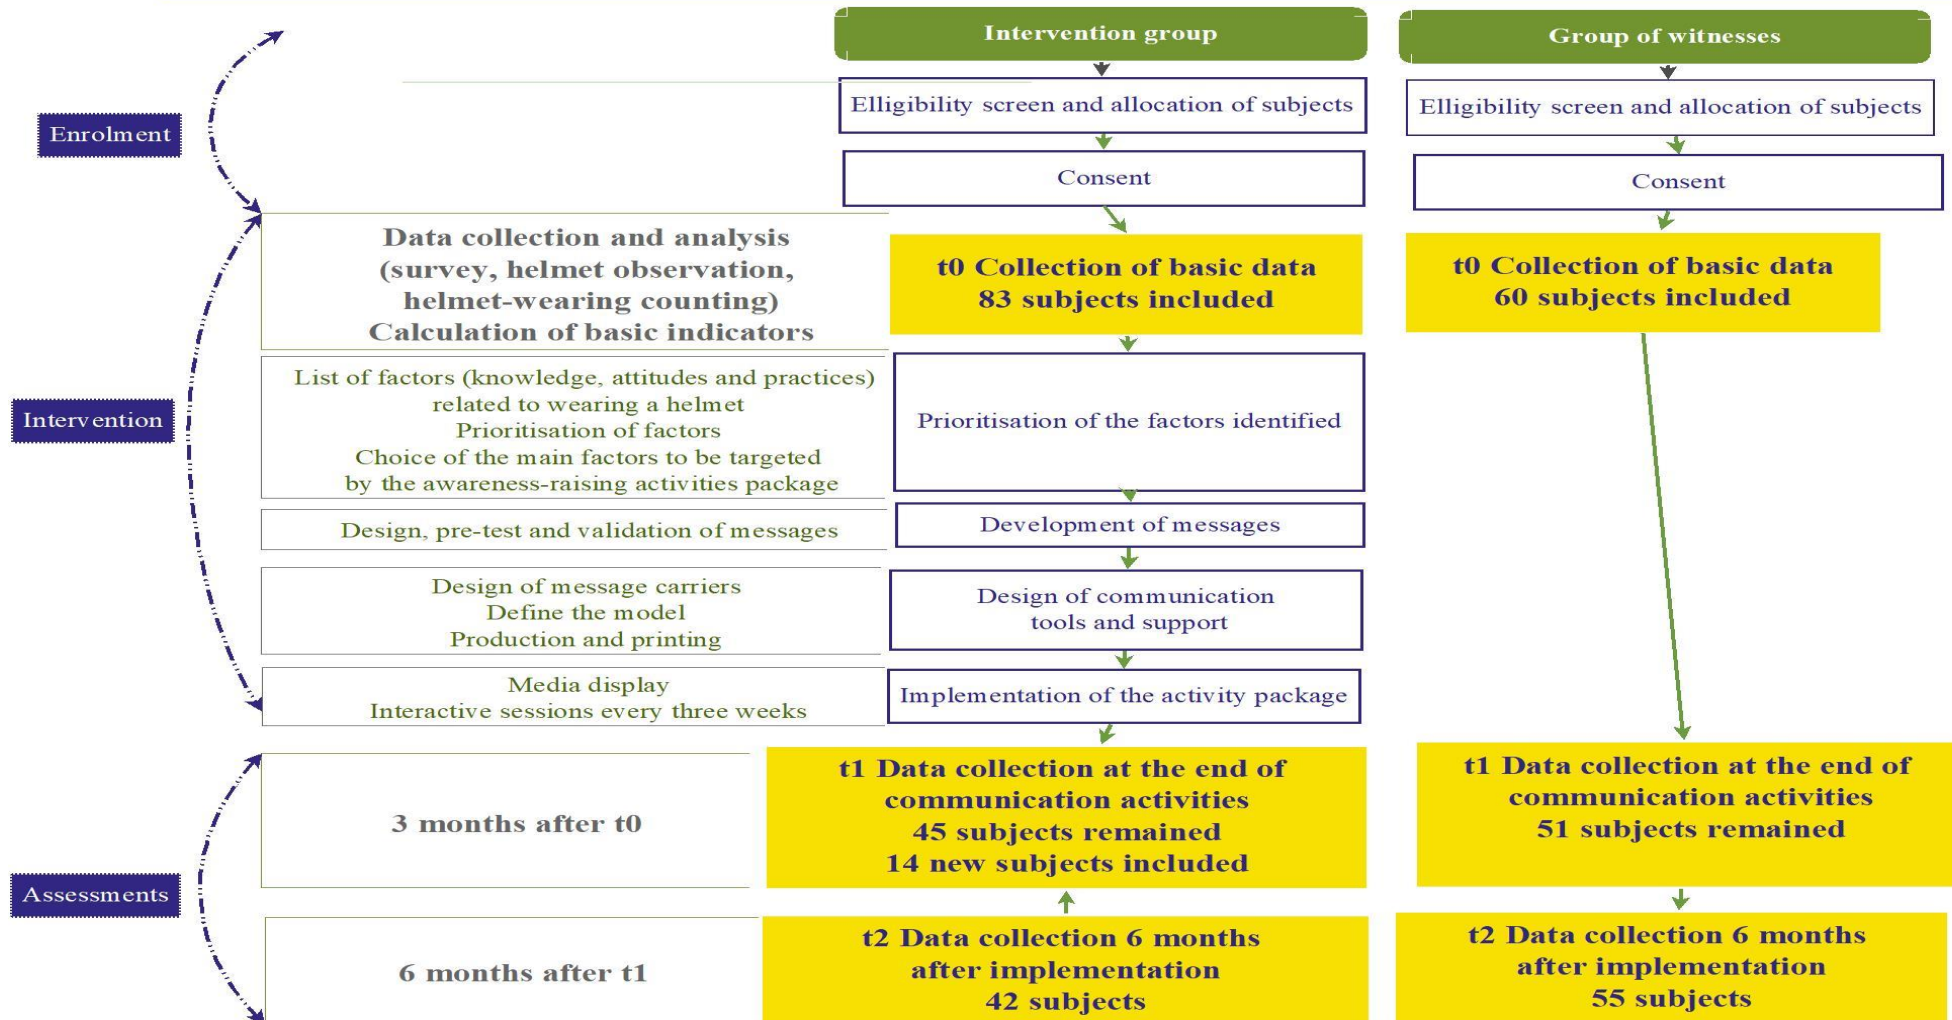 Intervention group
Group of witnesses
Enrolment
Elligibility screen and allocation of subjects
Elligibility screen and allocation of subjects
Consent
Consent
Data collection and analysis
(survey, helmet observation,
helmet-wearing counting)
Calculation of basic indicators
t0 Collection of basic data
83 subjects included
t0 Collection of basic data
60 subjects included
Intervention
List of factors (knowledge, attitudes and practices)
related to wearing a helmet
Prioritisation of factors
Choice of the main factors to be targeted
by the awareness-raising activities package
Prioritisation of the factors identified
Design, pre-test and validation of messages
Development of messages
Design of message carriers
Define the model
Production and printing
Design of communication
tools and support
Media display
Interactive sessions every three weeks
Implementation of the activity package
Assessments
3 months after t0
t1 Data collection at the end of
communication activities
45 subjects remained
14 new subjects included
t1 Data collection at the end of
communication activities
51 subjects remained
6 months after t1
t2 Data collection 6 months
after implementation
42 subjects
t2 Data collection 6 months
after implementation
55 subjects